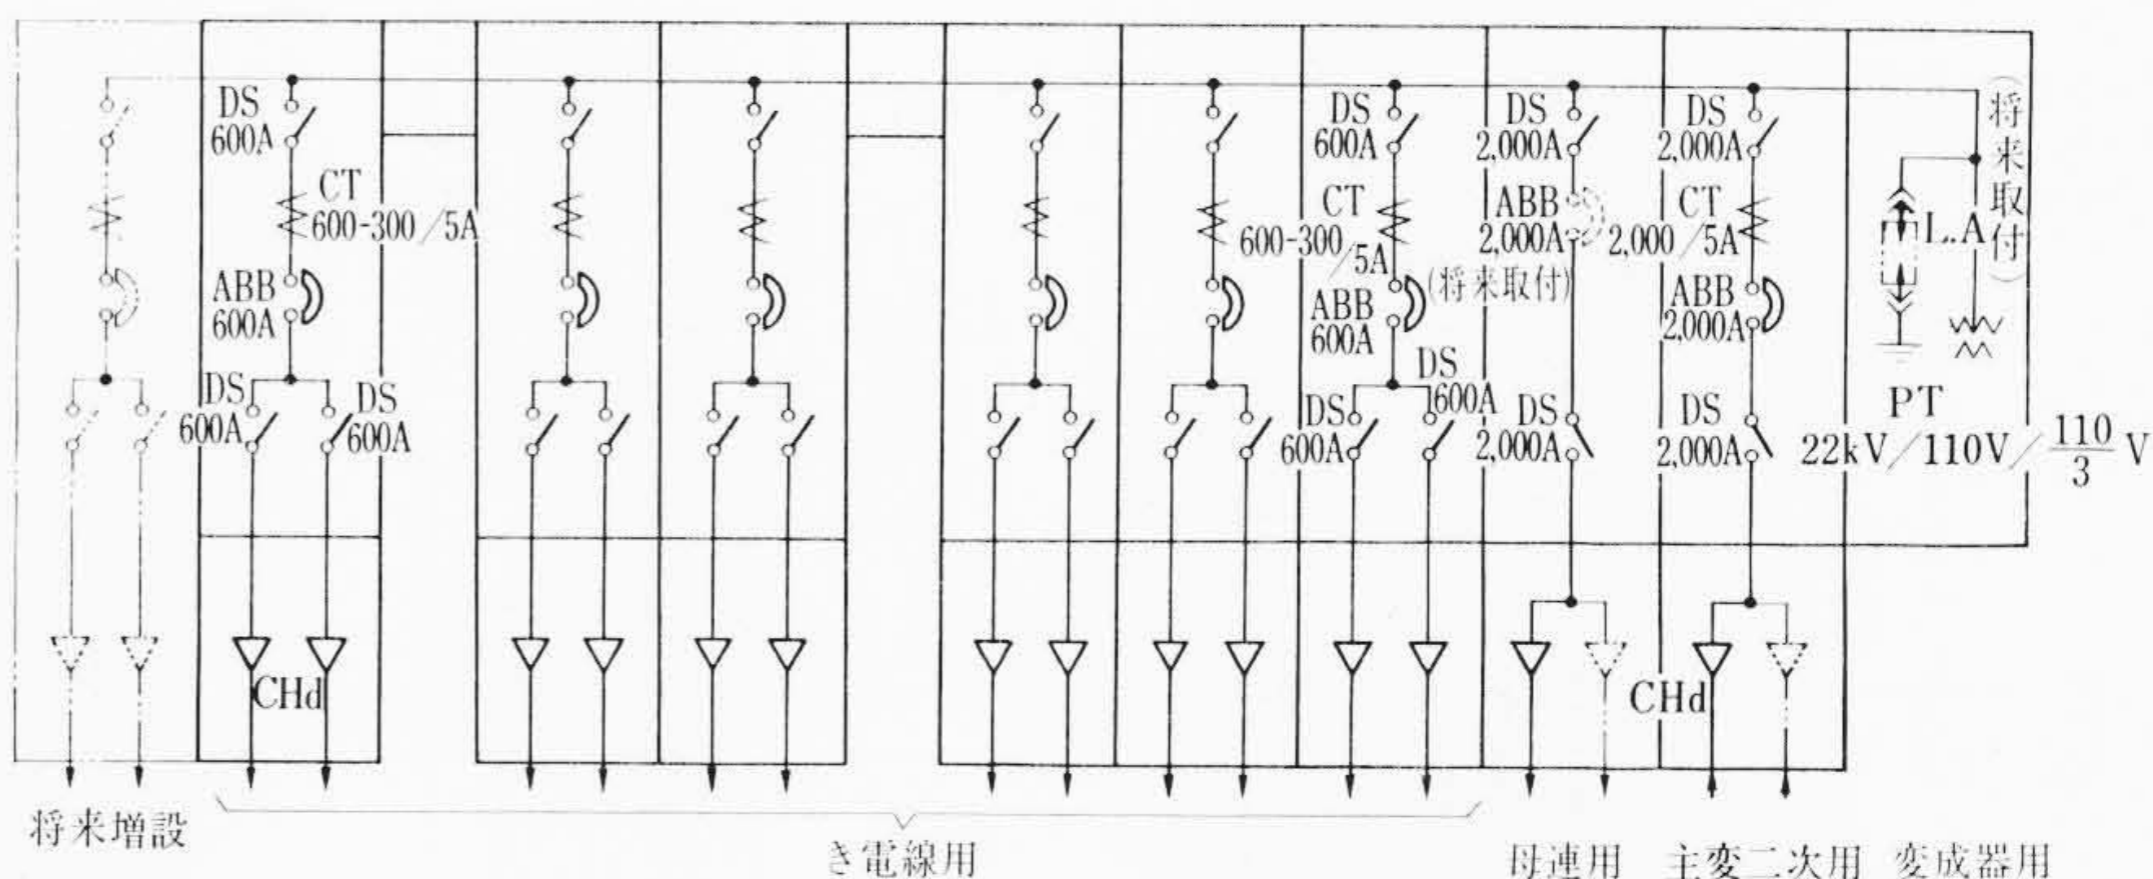 DS
600A
CT
600-300/5A
ABB
600A
DS
600A
DS
600A
CHd
DS
600A
CT
600-300/5A
ABB
600A
DS
600A
DS
600A
DS
2,000A
ABB
2,000A
(将来取付)
DS
2,000A
DS
2,000A
CT
2,000/5A
ABB
2,000A
DS
2,000A
CHd
L.A
(将来取付)
PT
22kV/110V/110/3 V
将来増設
き電線用
母連用
主変二次用
変成器用